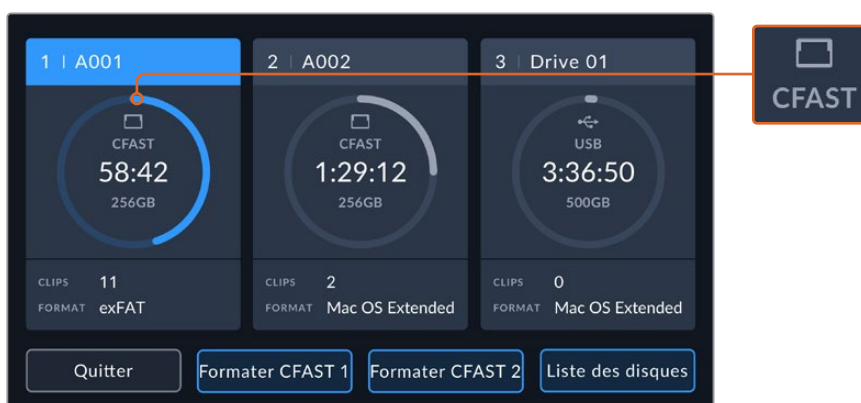 1 | A001
CFAST
58:42
256GB
CLIPS 11
FORMAT exFAT
2 | A002
CFAST
1:29:12
256GB
CLIPS 2
FORMAT Mac OS Extended
3 | Drive 01
USB
3:36:50
500GB
CLIPS 0
FORMAT Mac OS Extended
Quitter
Formater CFAST 1
Formater CFAST 2
Liste des disques
CFAST